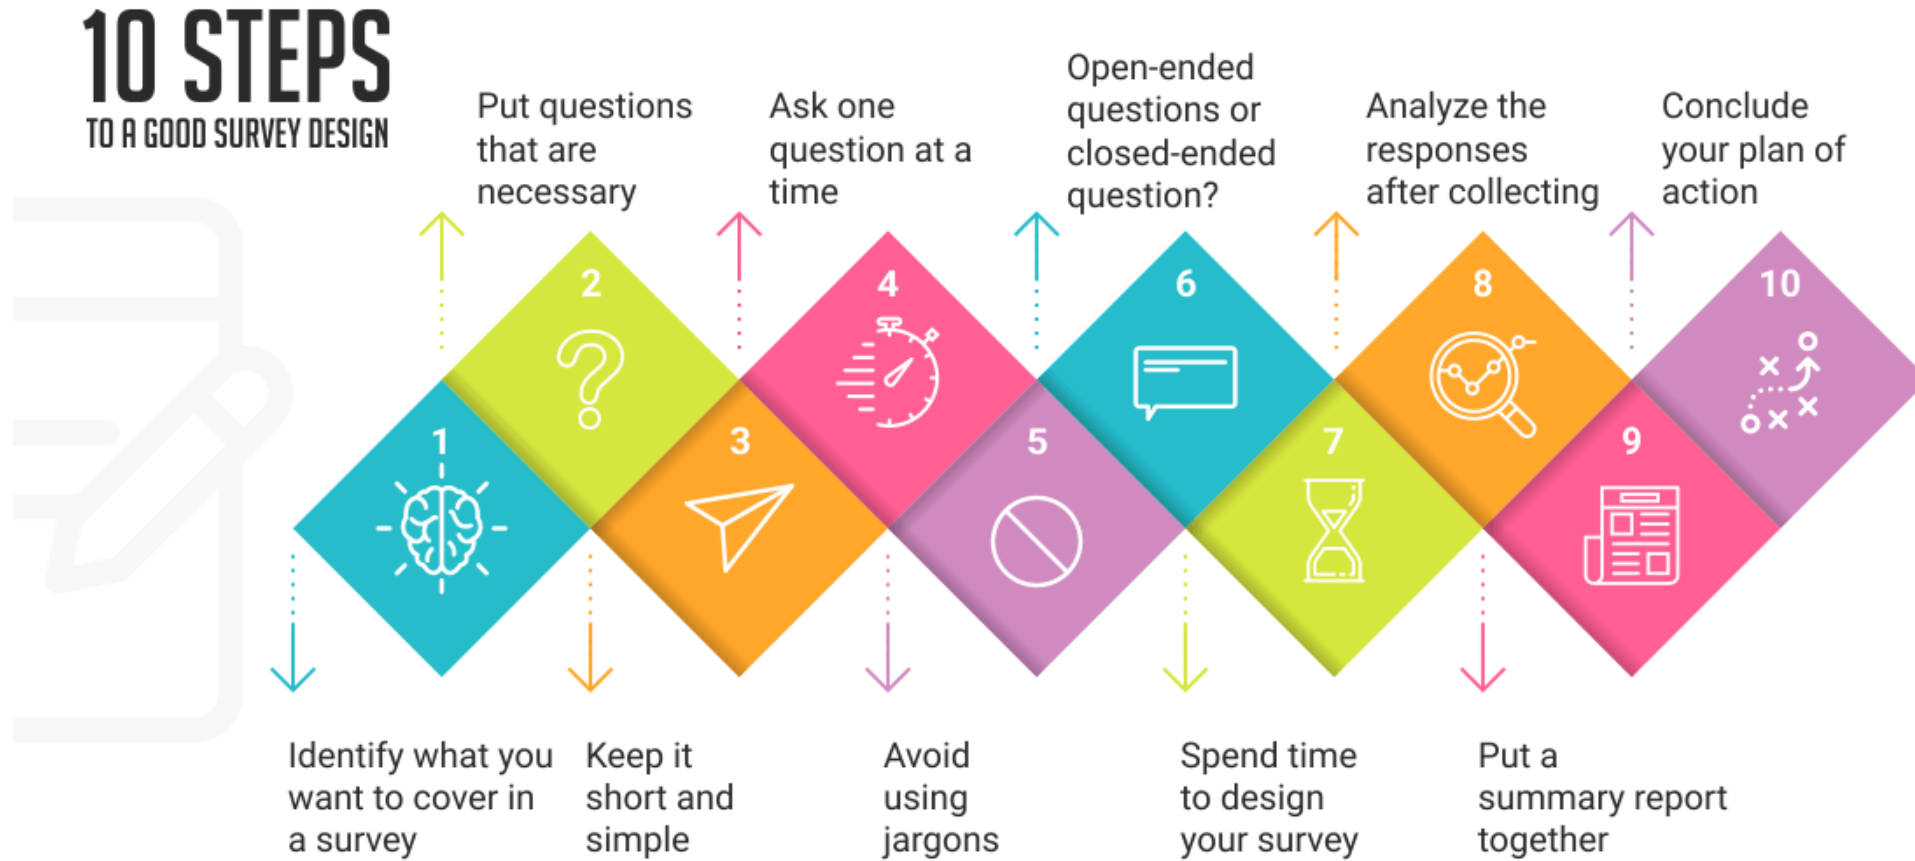 10 STEPS
TO A GOOD SURVEY DESIGN
1
Identify what you
want to cover in
a survey
2
Put questions
that are
necessary
3
Keep it
short and
simple
4
Ask one
question at a
time
5
Avoid
using
jargons
6
Open-ended
questions or
closed-ended
question?
7
Spend time
to design
your survey
8
Analyze the
responses
after collecting
9
Put a
summary report
together
10
Conclude
your plan of
action